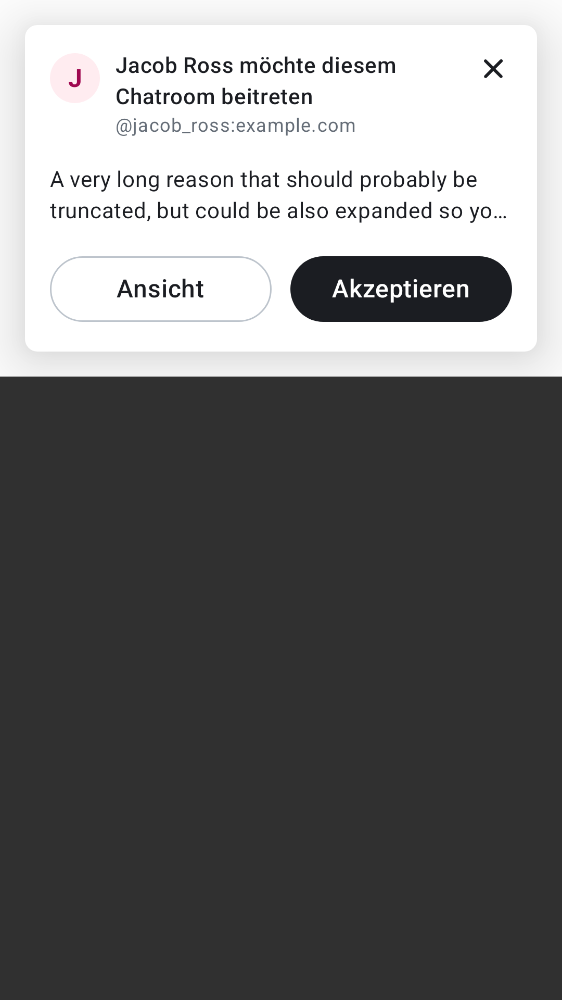 J
Jacob Ross möchte diesem
Chatroom beitreten
@jacob_ross:example.com
A very long reason that should probably be
truncated, but could be also expanded so yo…
Ansicht
Akzeptieren